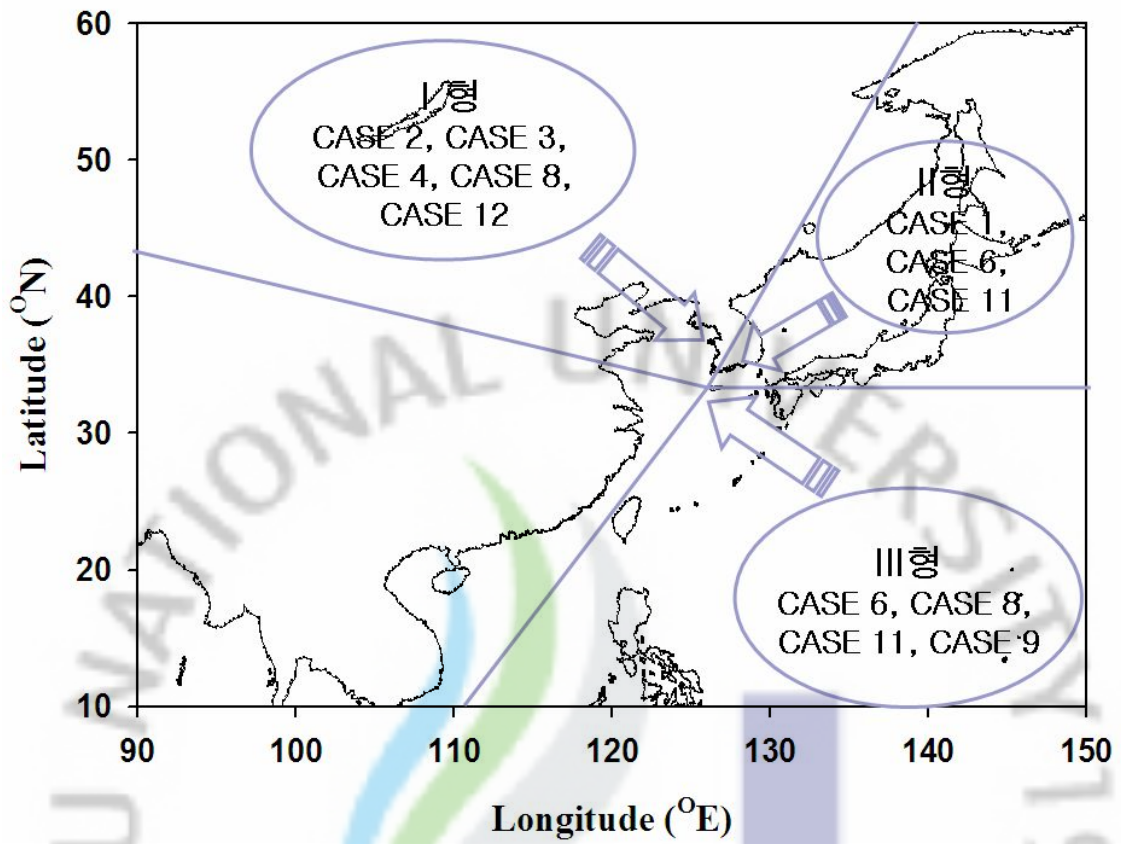 60
50
40
30
20
10
Latitude (ᴼN)
I 형
CASE 2, CASE 3,
CASE 4, CASE 8,
CASE 12
II형
CASE 1,
CASE 6,
CASE 11
III형
CASE 6, CASE 8,
CASE 11, CASE 9
90 100 110 120 130 140 150
Longitude (ᴼE)
NATIONAL UNIVERSITY